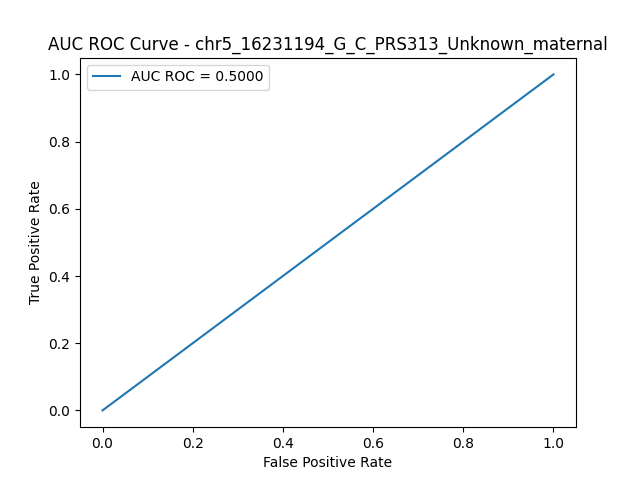 AUC ROC Curve - chr5_16231194_G_C_PRS313_Unknown_maternal
AUC ROC = 0.5000
True Positive Rate
1.0
0.8
0.6
0.4
0.2
0.0
0.0 0.2 0.4 0.6 0.8 1.0
False Positive Rate